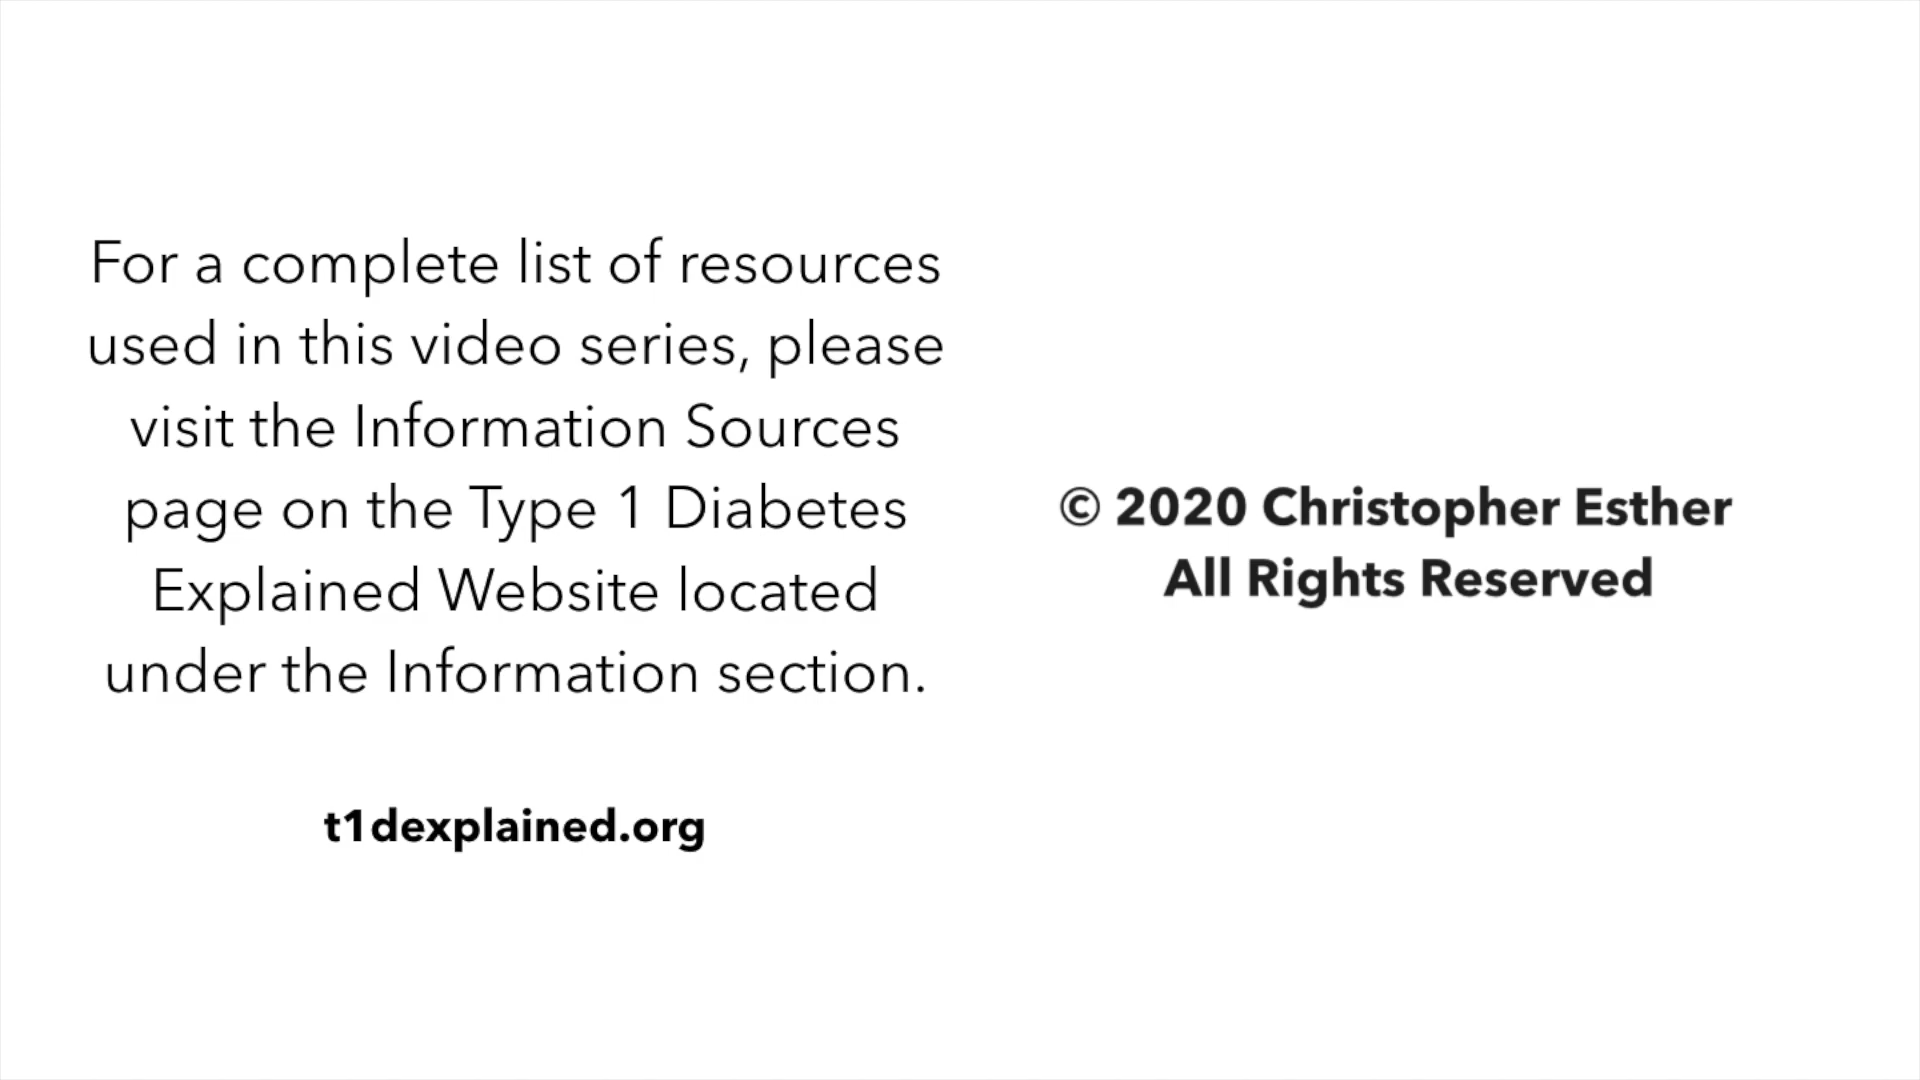 For a complete list of resources
used in this video series, please
visit the Information Sources
page on the Type 1 Diabetes
Explained Website located
under the Information section.
t1dexplained.org
© 2020 Christopher Esther
All Rights Reserved